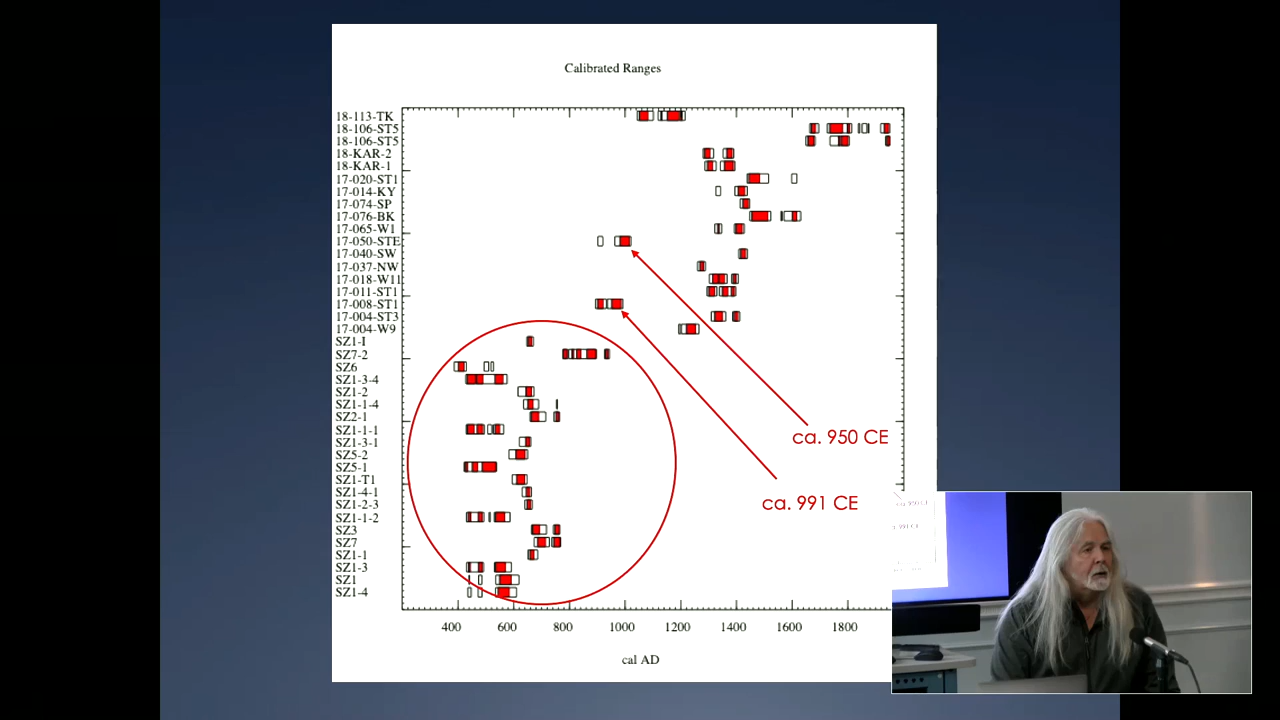 Calibrated Ranges
18-113-TK
18-106-ST5
18-106-ST5
18-KAR-2
18-KAR-1
17-020-ST1
17-014-KY
17-074-SP
17-076-BK
17-065-W1
17-050-STE
17-040-SW
17-037-NW
17-018-W11
17-011-ST1
17-008-ST1
17-004-ST3
17-004-W9
SZ1-I
SZ7-2
SZ6
SZ1-3-4
SZ1-2
SZ1-1-4
SZ2-1
SZ1-1-1
SZ1-3-1
SZ5-2
SZ5-1
SZ1-T1
SZ1-4-1
SZ1-2-3
SZ1-1-2
SZ3
SZ7
SZ1-1
SZ1-3
SZ1
SZ1-4
ca. 950 CE
ca. 991 CE
400 600 800 1000 1200 1400 1600 1800
cal AD